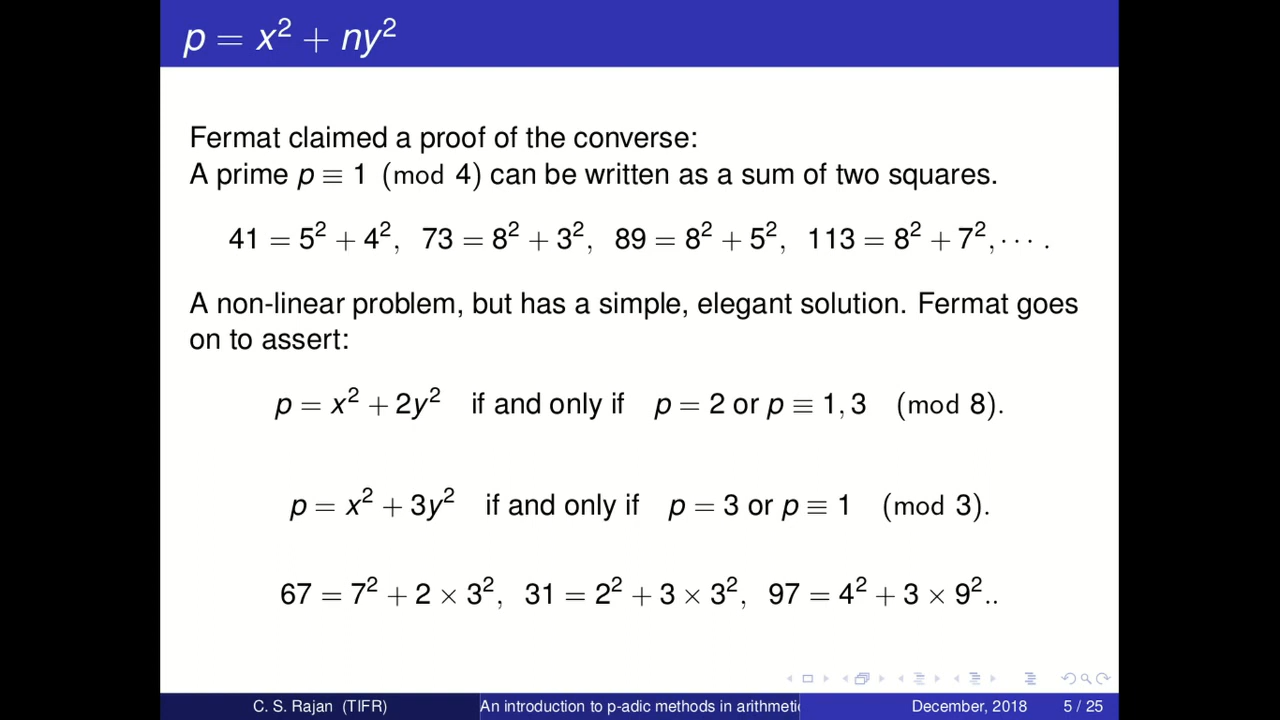 p = x² + ny²
Fermat claimed a proof of the converse:
A prime p ≡ 1 (mod 4) can be written as a sum of two squares.
41 = 5² + 4², 73 = 8² + 3², 89 = 8² + 5², 113 = 8² + 7², ⋯ .
A non-linear problem, but has a simple, elegant solution. Fermat goes
on to assert:
p = x² + 2y² if and only if p = 2 or p ≡ 1, 3 (mod 8).
p = x² + 3y² if and only if p = 3 or p ≡ 1 (mod 3).
67 = 7² + 2 × 3², 31 = 2² + 3 × 3², 97 = 4² + 3 × 9²..
C. S. Rajan (TIFR) An introduction to p-adic methods in arithmetic December, 2018 5 / 25